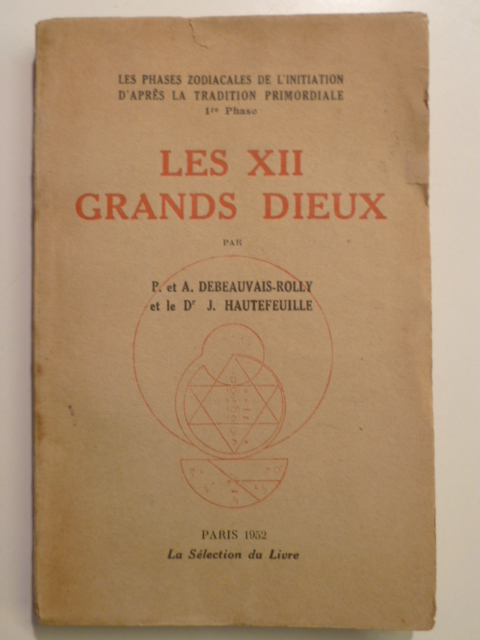 LES PHASES ZODIACALES DE L'INITIATION
D'APRÈS LA TRADITION PRIMORDIALE
1re Phase
LES XII
GRANDS DIEUX
PAR
P. et A. DEBEAUVAIS-ROLLY
et le Dr J. HAUTEFEUILLE
PARIS 1952
La Sélection du Livre